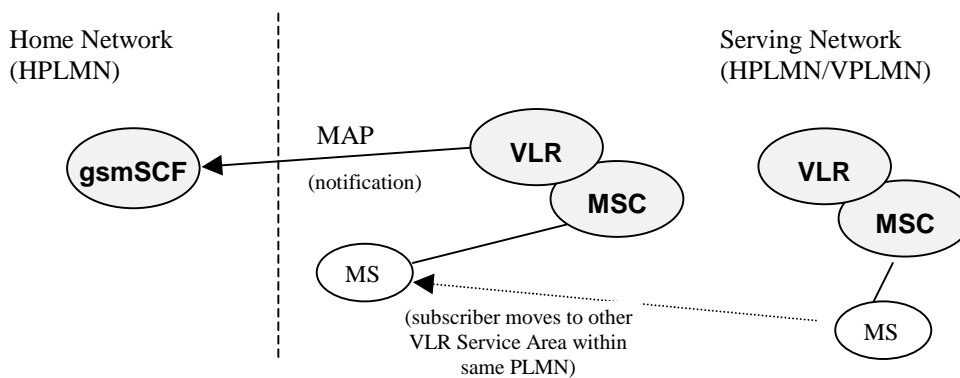 Home Network
(HPLMN)
Serving Network
(HPLMN/VPLMN)
MAP
(notification)
gsmSCF
VLR
MSC
VLR
MSC
MS
MS
(subscriber moves to other
VLR Service Area within
same PLMN)